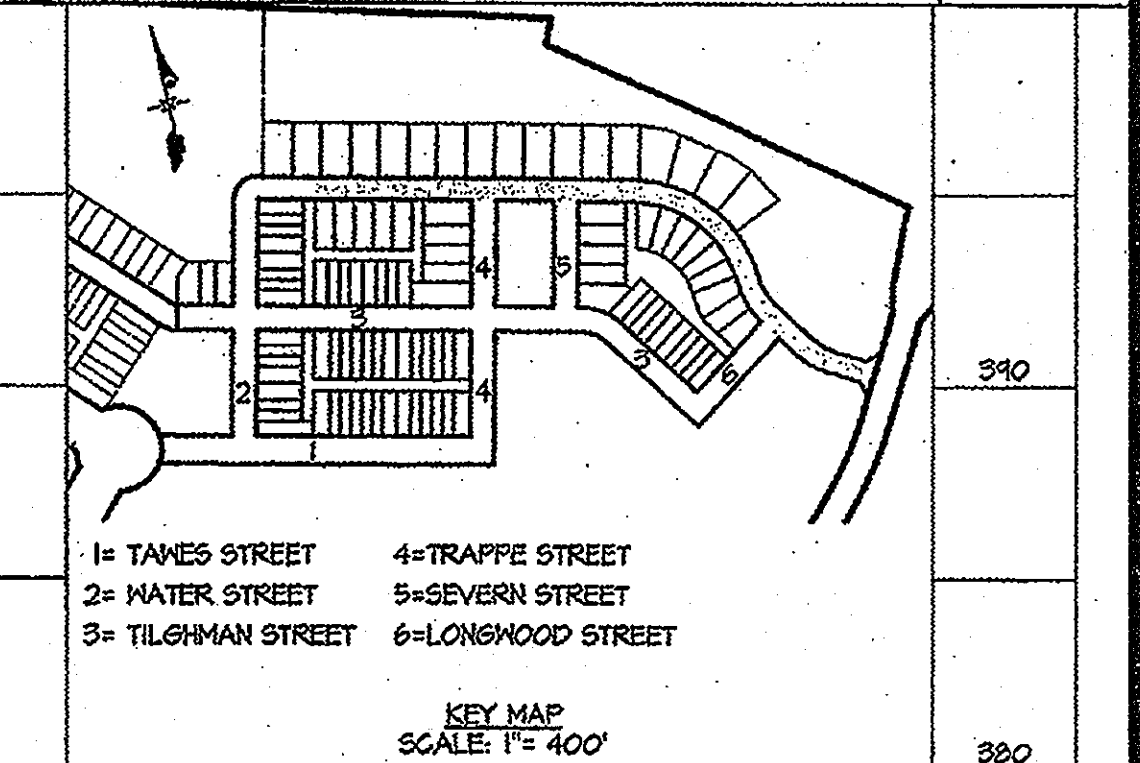 4
5
3
2
4
3
6
1
390
1= TAWES STREET 4=TRAPPE STREET
2= WATER STREET 5=SEVERN STREET
3= TILGHMAN STREET 6=LONGWOOD STREET
KEY MAP
SCALE: 1"= 400'
380